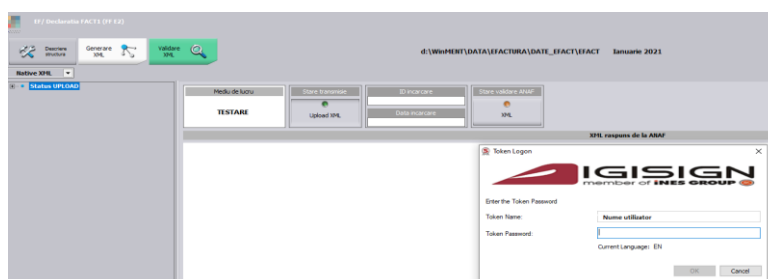 EF/ Declaratia FACT1 (FF E2)
Descriere structura
Generare XML
Validare XML
d:\WinMENT\DATA\EFACTURA\DATE_EFACT\EFACT Ianuarie 2021
Native XML
Status UPLOAD
Mediu de lucru
TESTARE
Stare transmisie
Upload XML
ID incarcare
Data incarcare
Stare validare ANAF
XML
XML raspuns de la ANAF
Token Logon
DIGISIGN
member of INES GROUP
Enter the Token Password
Token Name: Nume utilizator
Token Password:
Current Language: EN
OK Cancel